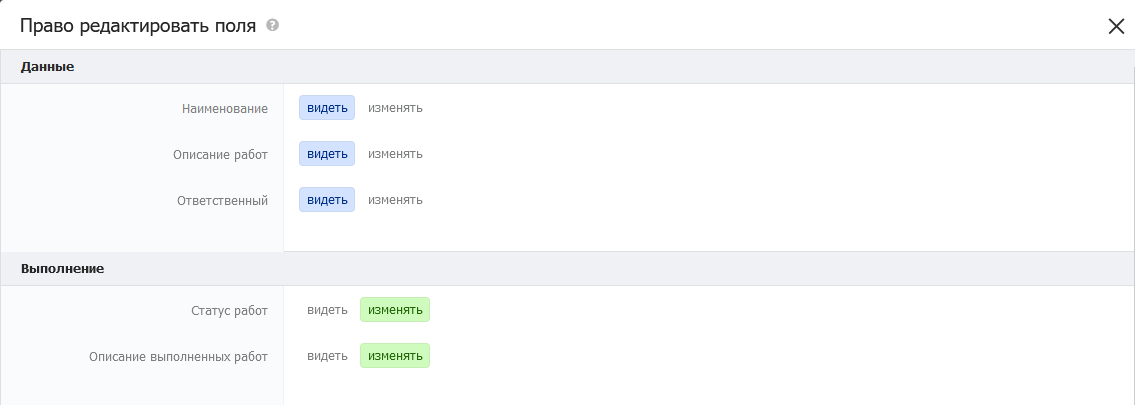 Право редактировать поля ?
Данные
Наименование видеть изменять
Описание работ видеть изменять
Ответственный видеть изменять
Выполнение
Статус работ видеть изменять
Описание выполненных работ видеть изменять